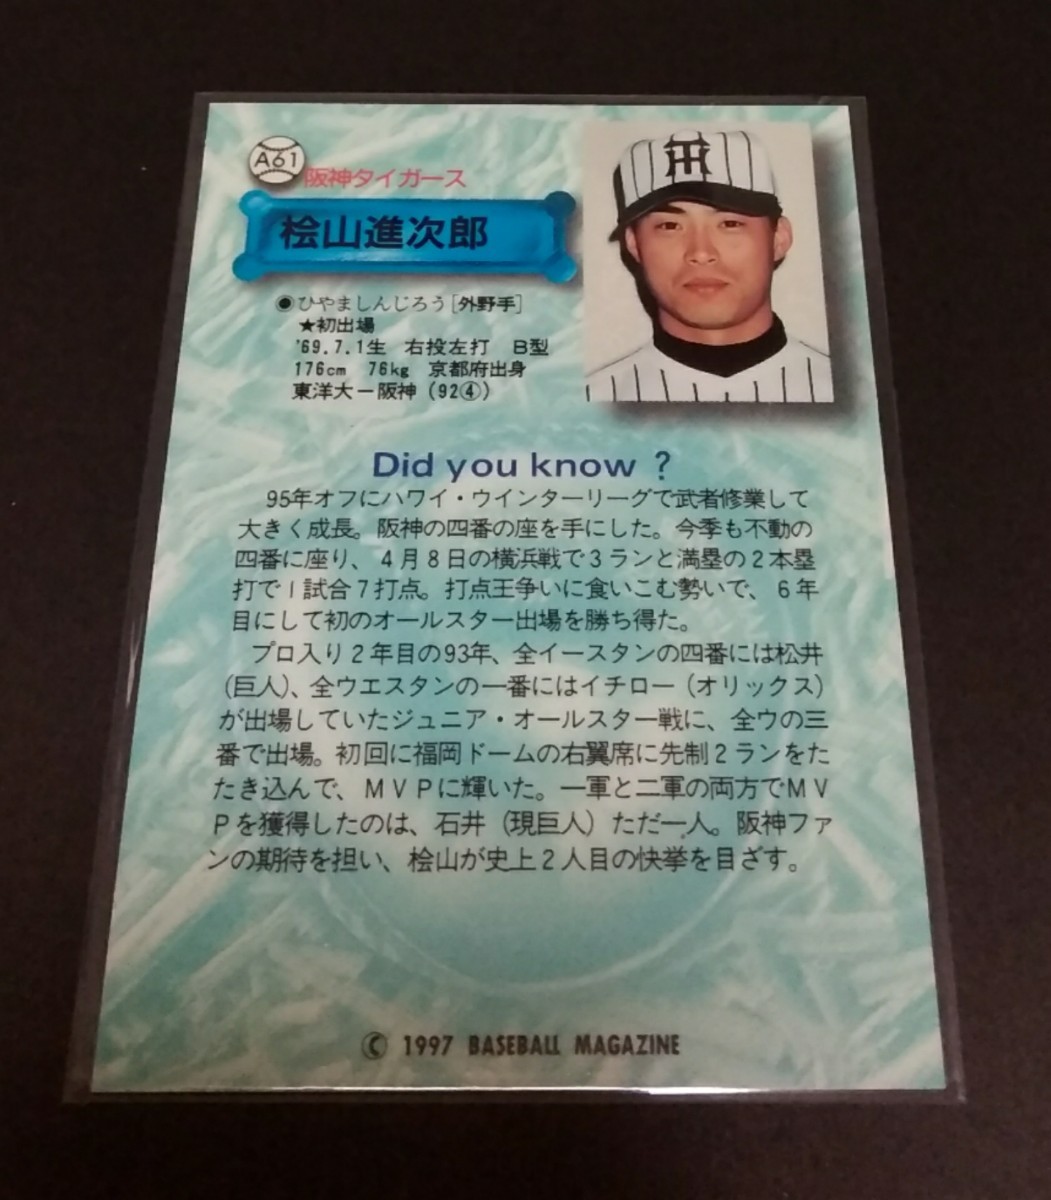 A61
阪神タイガース
桧山進次郎
●ひやましんじろう[外野手]
★初出場
'69.7.1生 右投左打 B型
176cm 76kg 京都府出身
東洋大ー阪神（92④）
TH
Did you know ?
95年オフにハワイ・ウインターリーグで武者修業して
大きく成長。阪神の四番の座を手にした。今季も不動の
四番に座り、4月8日の横浜戦で3ランと満塁の2本塁
打で1試合7打点。打点王争いに食いこむ勢いで、6年
目にして初のオールスター出場を勝ち得た。
プロ入り2年目の93年、全イースタンの四番には松井
（巨人）、全ウエスタンの一番にはイチロー（オリックス）
が出場していたジュニア・オールスター戦に、全ウの三
番で出場。初回に福岡ドームの右翼席に先制2ランをた
たき込んで、MVPに輝いた。一軍と二軍の両方でMV
Pを獲得したのは、石井（現巨人）ただ一人。阪神ファ
ンの期待を担い、桧山が史上2人目の快挙を目ざす。
© 1997 BASEBALL MAGAZINE